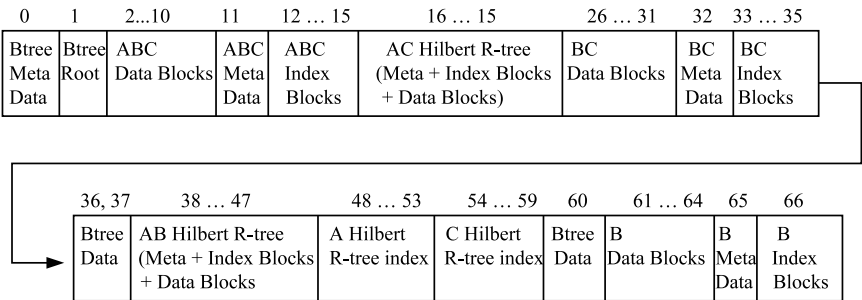 0 1 2...10 11 12 ... 15 16 ... 15 26 ... 31 32 33 ... 35
Btree Btree ABC ABC ABC AC Hilbert R-tree BC BC BC
Meta Root Data Blocks Meta Index (Meta + Index Blocks Data Blocks Meta Index
Data Data Blocks + Data Blocks) Data Blocks
36, 37 38 ... 47 48 ... 53 54 ... 59 60 61 ... 64 65 66
Btree AB Hilbert R-tree A Hilbert C Hilbert Btree B B B
Data (Meta + Index Blocks R-tree index R-tree index Data Data Blocks Meta Index
+ Data Blocks) Data Blocks